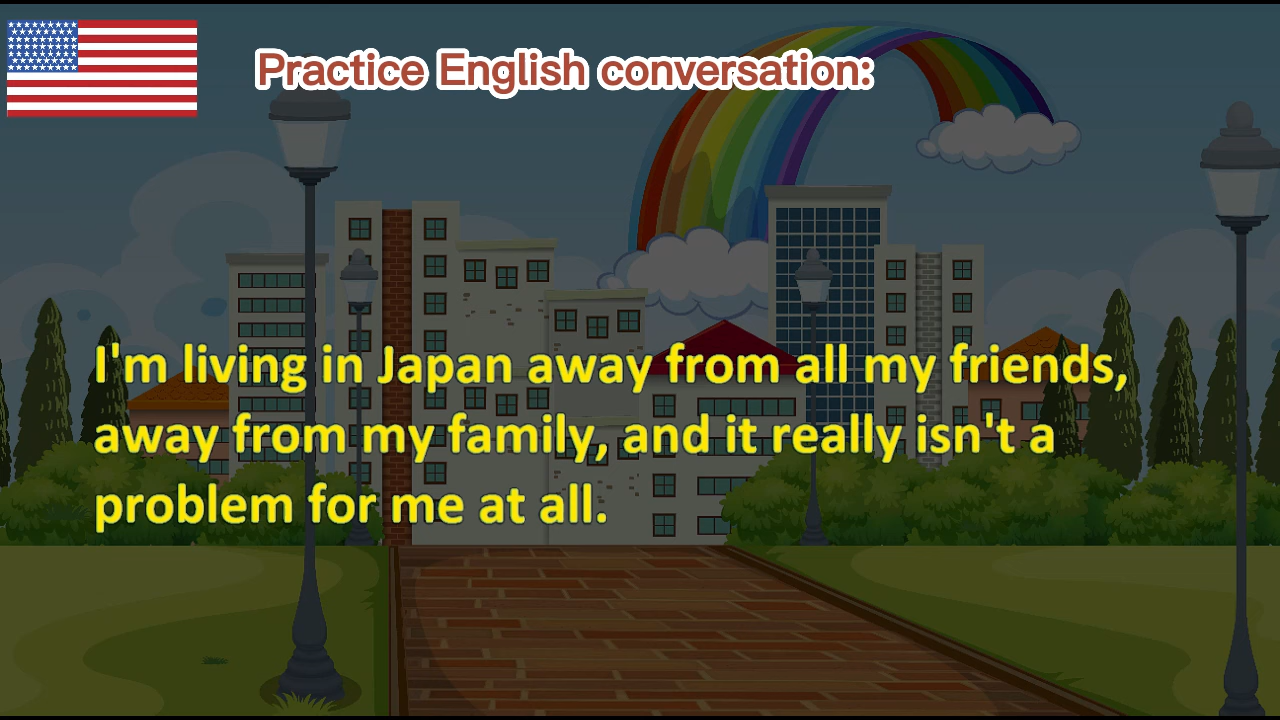 Practice English conversation:
I'm living in Japan away from all my friends,
away from my family, and it really isn't a
problem for me at all.